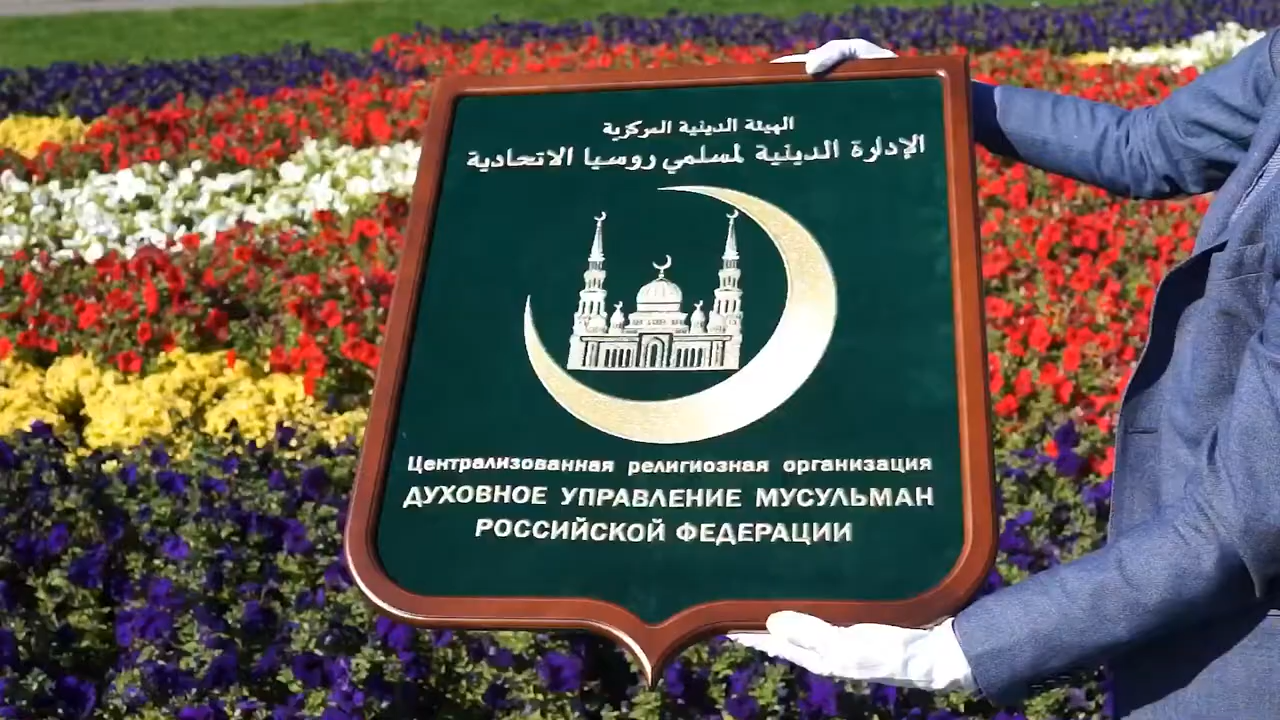 الهيئة الدينية المركزية
الإدارة الدينية لمسلمي روسيا الاتحادية
Централизованная религиозная организация
ДУХОВНОЕ УПРАВЛЕНИЕ МУСУЛЬМАН
РОССИЙСКОЙ ФЕДЕРАЦИИ